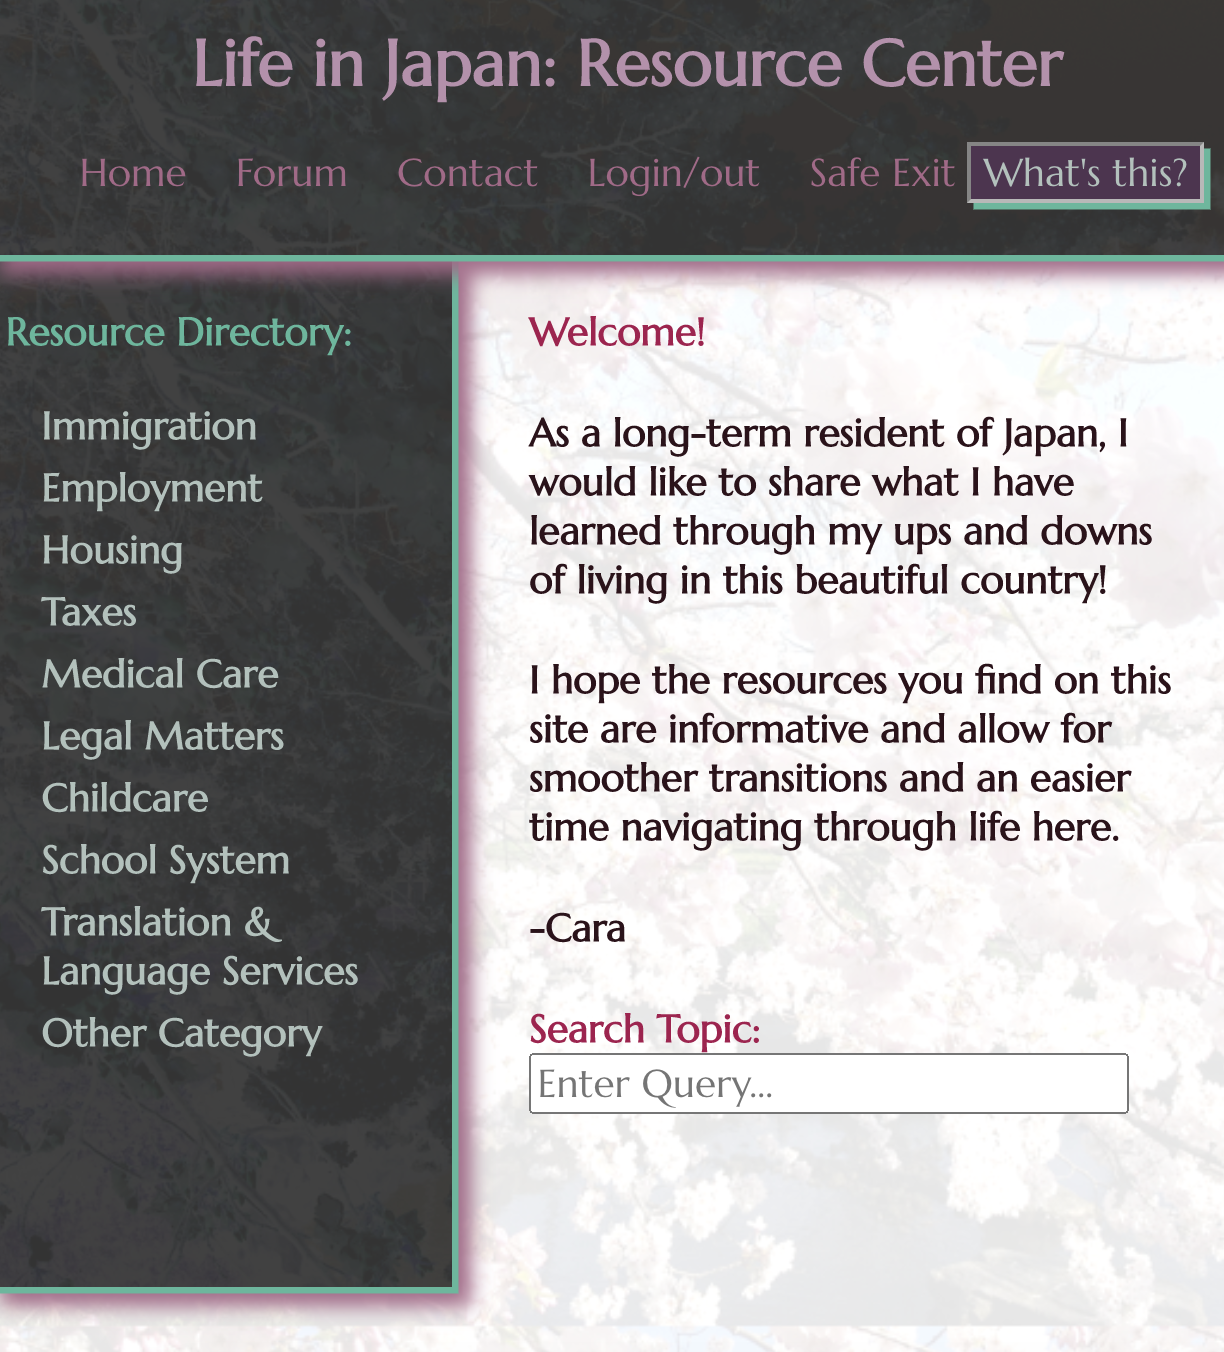 Life in Japan: Resource Center
Home Forum Contact Login/out Safe Exit What's this?
Resource Directory:
Immigration
Employment
Housing
Taxes
Medical Care
Legal Matters
Childcare
School System
Translation &
Language Services
Other Category
Welcome!
As a long-term resident of Japan, I
would like to share what I have
learned through my ups and downs
of living in this beautiful country!
I hope the resources you find on this
site are informative and allow for
smoother transitions and an easier
time navigating through life here.
-Cara
Search Topic:
Enter Query...